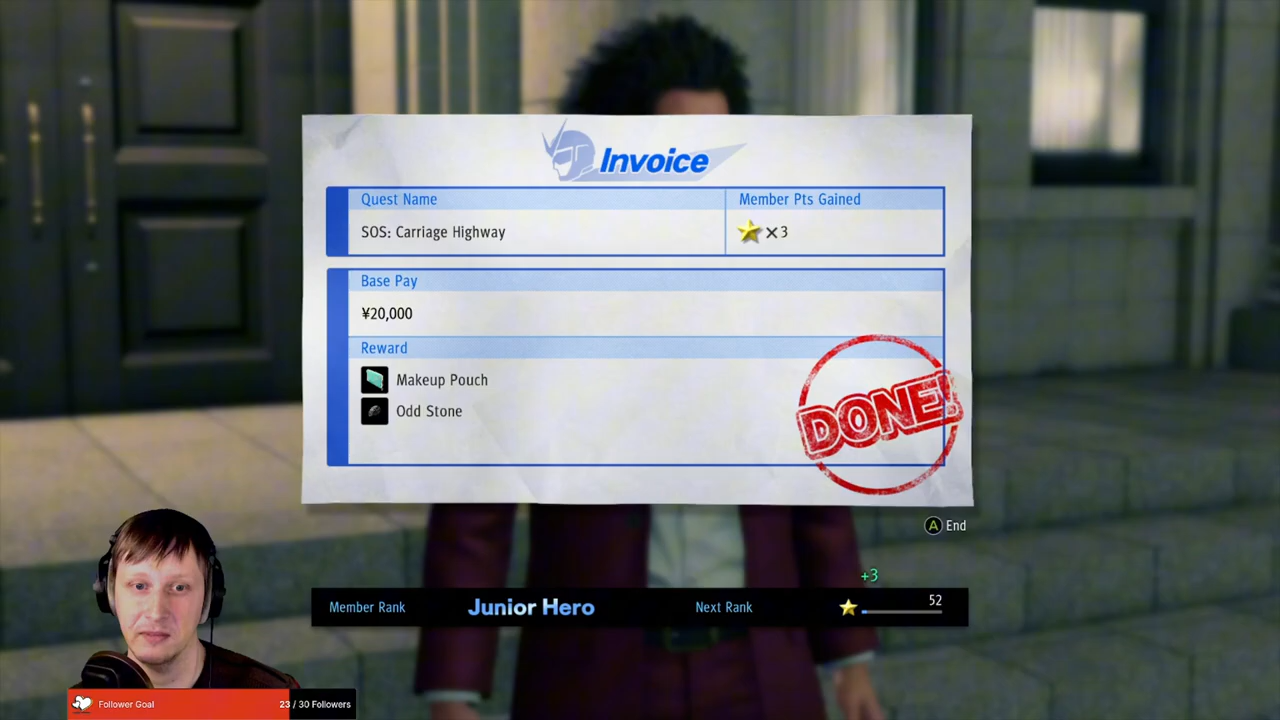 Invoice
Quest Name
Member Pts Gained
SOS: Carriage Highway
×3
Base Pay
¥20,000
Reward
Makeup Pouch
Odd Stone
DONE!
A End
+3
Member Rank
Junior Hero
Next Rank
52
Follower Goal
23 / 30 Followers